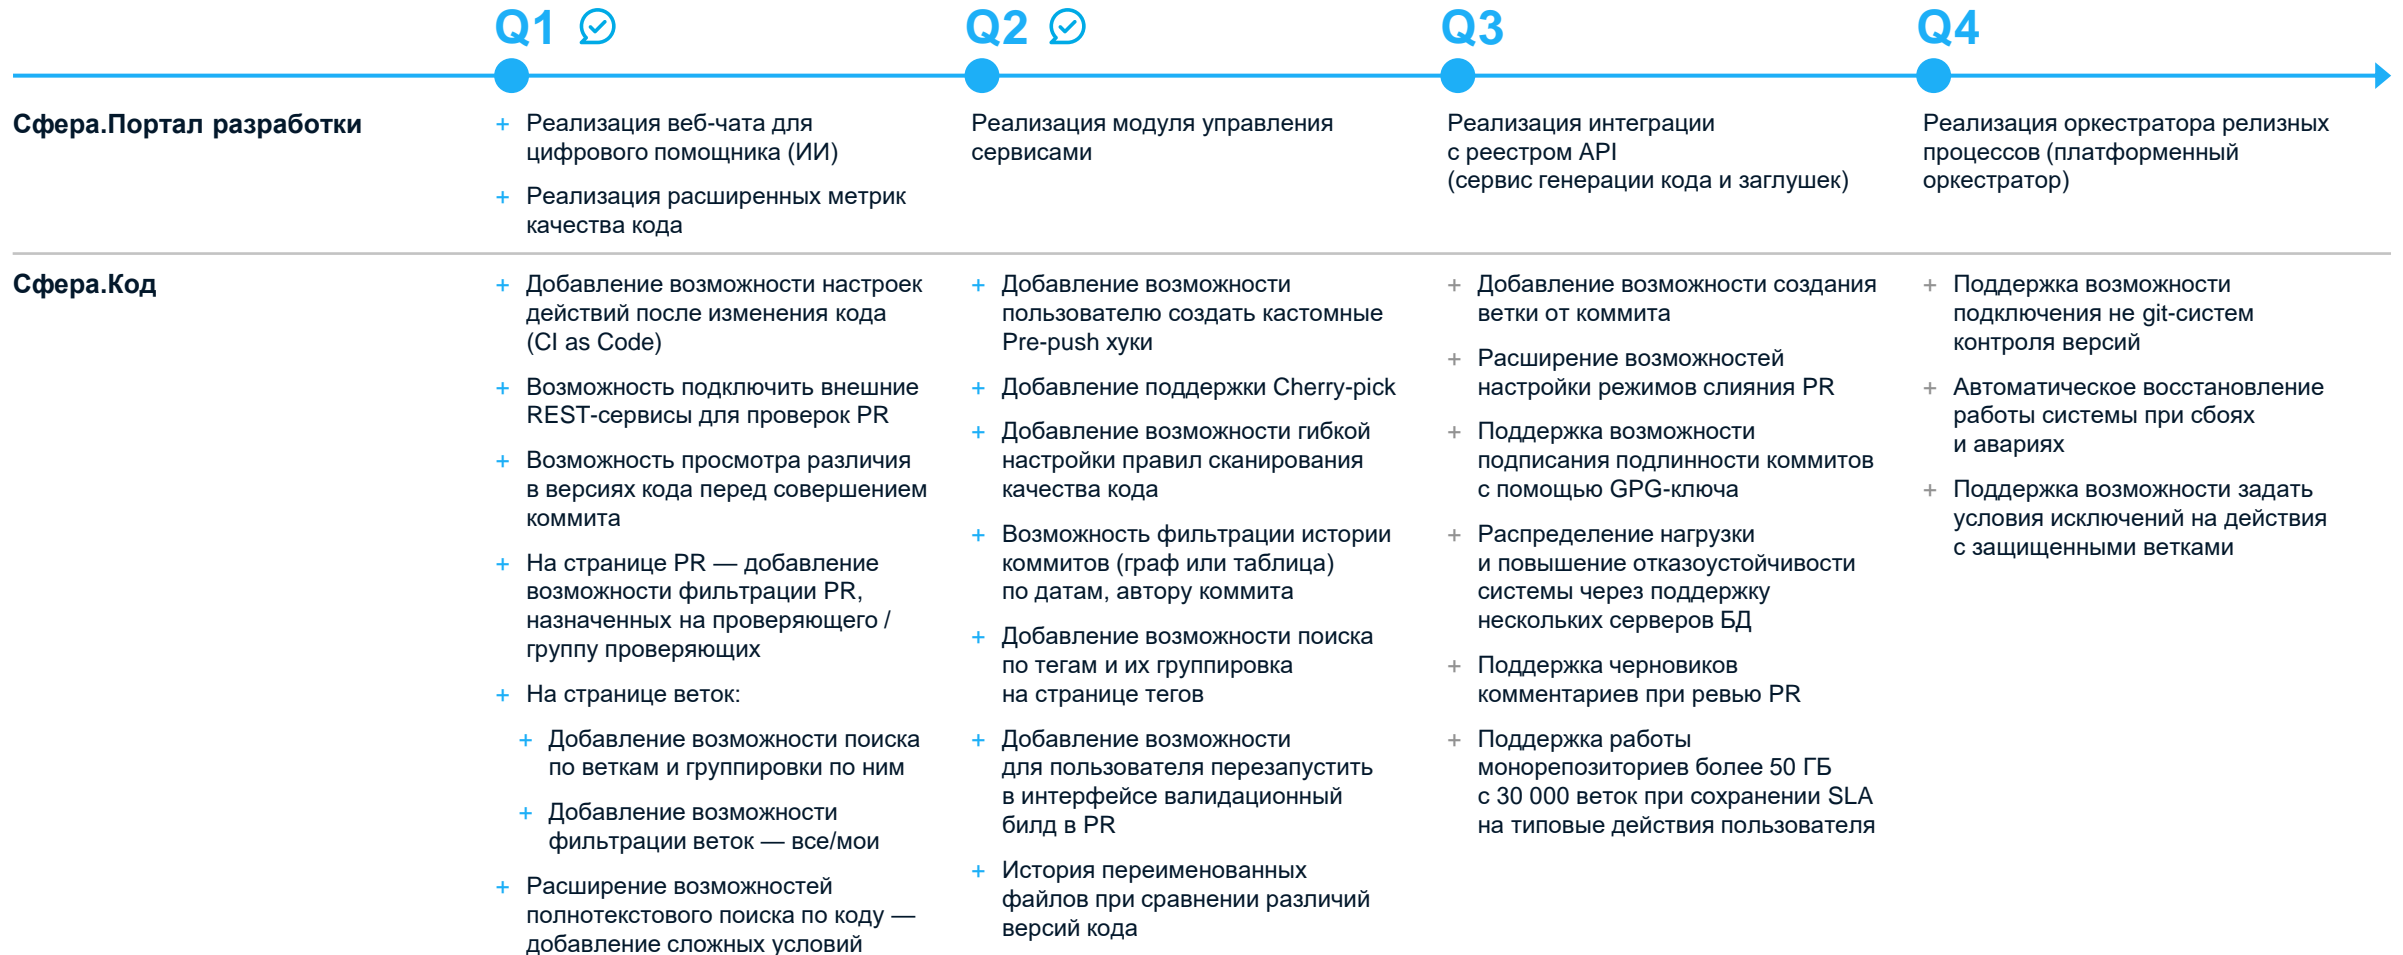 Q1
Q2
Q3
Q4
Сфера.Портал разработки
+ Реализация веб-чата для
цифрового помощника (ИИ)
+ Реализация расширенных метрик
качества кода
Реализация модуля управления
сервисами
Реализация интеграции
с реестром API
(сервис генерации кода и заглушек)
Реализация оркестратора релизных
процессов (платформенный
оркестратор)
Сфера.Код
+ Добавление возможности настроек
действий после изменения кода
(CI as Code)
+ Возможность подключить внешние
REST-сервисы для проверок PR
+ Возможность просмотра различия
в версиях кода перед совершением
коммита
+ На странице PR — добавление
возможности фильтрации PR,
назначенных на проверяющего /
группу проверяющих
+ На странице веток:
+ Добавление возможности поиска
по веткам и группировки по ним
+ Добавление возможности
фильтрации веток — все/мои
+ Расширение возможностей
полнотекстового поиска по коду —
добавление сложных условий
+ Добавление возможности
пользователю создать кастомные
Pre-push хуки
+ Добавление поддержки Cherry-pick
+ Добавление возможности гибкой
настройки правил сканирования
качества кода
+ Возможность фильтрации истории
коммитов (граф или таблица)
по датам, автору коммита
+ Добавление возможности поиска
по тегам и их группировка
на странице тегов
+ Добавление возможности
для пользователя перезапустить
в интерфейсе валидационный
билд в PR
+ История переименованных
файлов при сравнении различий
версий кода
+ Добавление возможности создания
ветки от коммита
+ Расширение возможностей
настройки режимов слияния PR
+ Поддержка возможности
подписания подлинности коммитов
с помощью GPG-ключа
+ Распределение нагрузки
и повышение отказоустойчивости
системы через поддержку
нескольких серверов БД
+ Поддержка черновиков
комментариев при ревью PR
+ Поддержка работы
монорепозиториев более 50 ГБ
с 30 000 веток при сохранении SLA
на типовые действия пользователя
+ Поддержка возможности
подключения не git-систем
контроля версий
+ Автоматическое восстановление
работы системы при сбоях
и авариях
+ Поддержка возможности задать
условия исключений на действия
с защищенными ветками